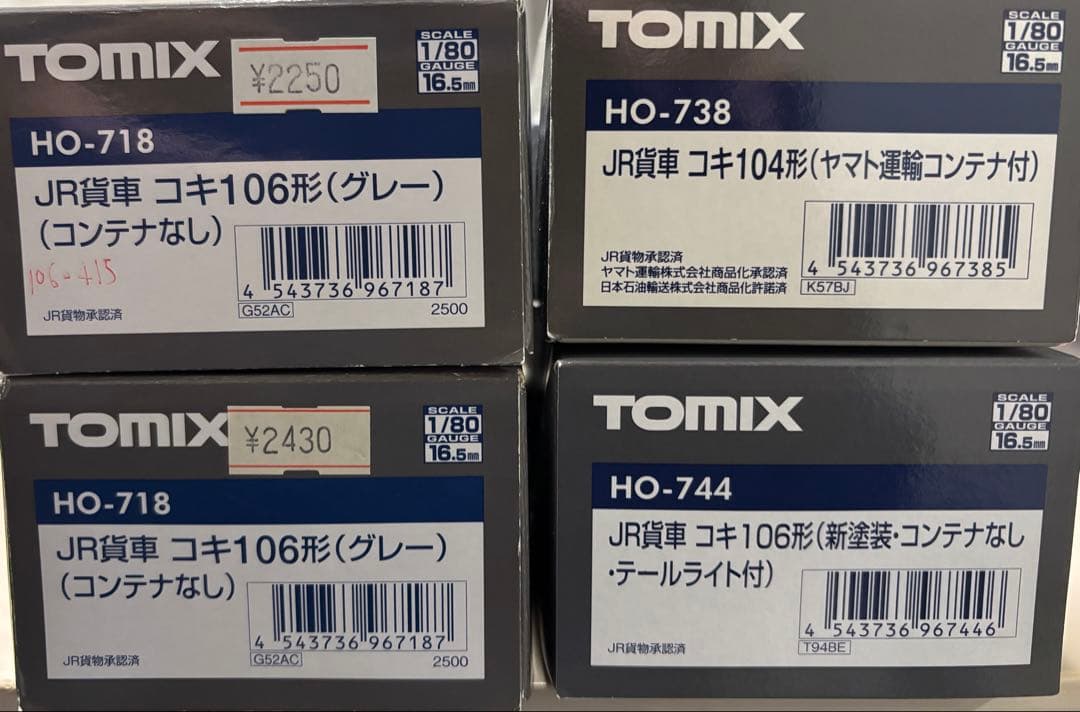 TOMIX
¥2250
SCALE
1/80
GAUGE
16.5mm
HO-718
JR貨車 コキ106形(グレー)
(コンテナなし)
106-415
4 543736 967187
JR貨物承認済
G52AC
2500
TOMIX
SCALE
1/80
GAUGE
16.5mm
HO-738
JR貨車 コキ104形(ヤマト運輸コンテナ付)
JR貨物承認済
ヤマト運輸株式会社商品化承認済
日本石油輸送株式会社商品化許諾済
4 543736 967385
K57BJ
TOMIX
¥2430
SCALE
1/80
GAUGE
16.5mm
HO-718
JR貨車 コキ106形(グレー)
(コンテナなし)
4 543736 967187
JR貨物承認済
G52AC
2500
TOMIX
SCALE
1/80
GAUGE
16.5mm
HO-744
JR貨車 コキ106形(新塗装・コンテナなし
・テールライト付)
4 543736 967446
JR貨物承認済
T94BE